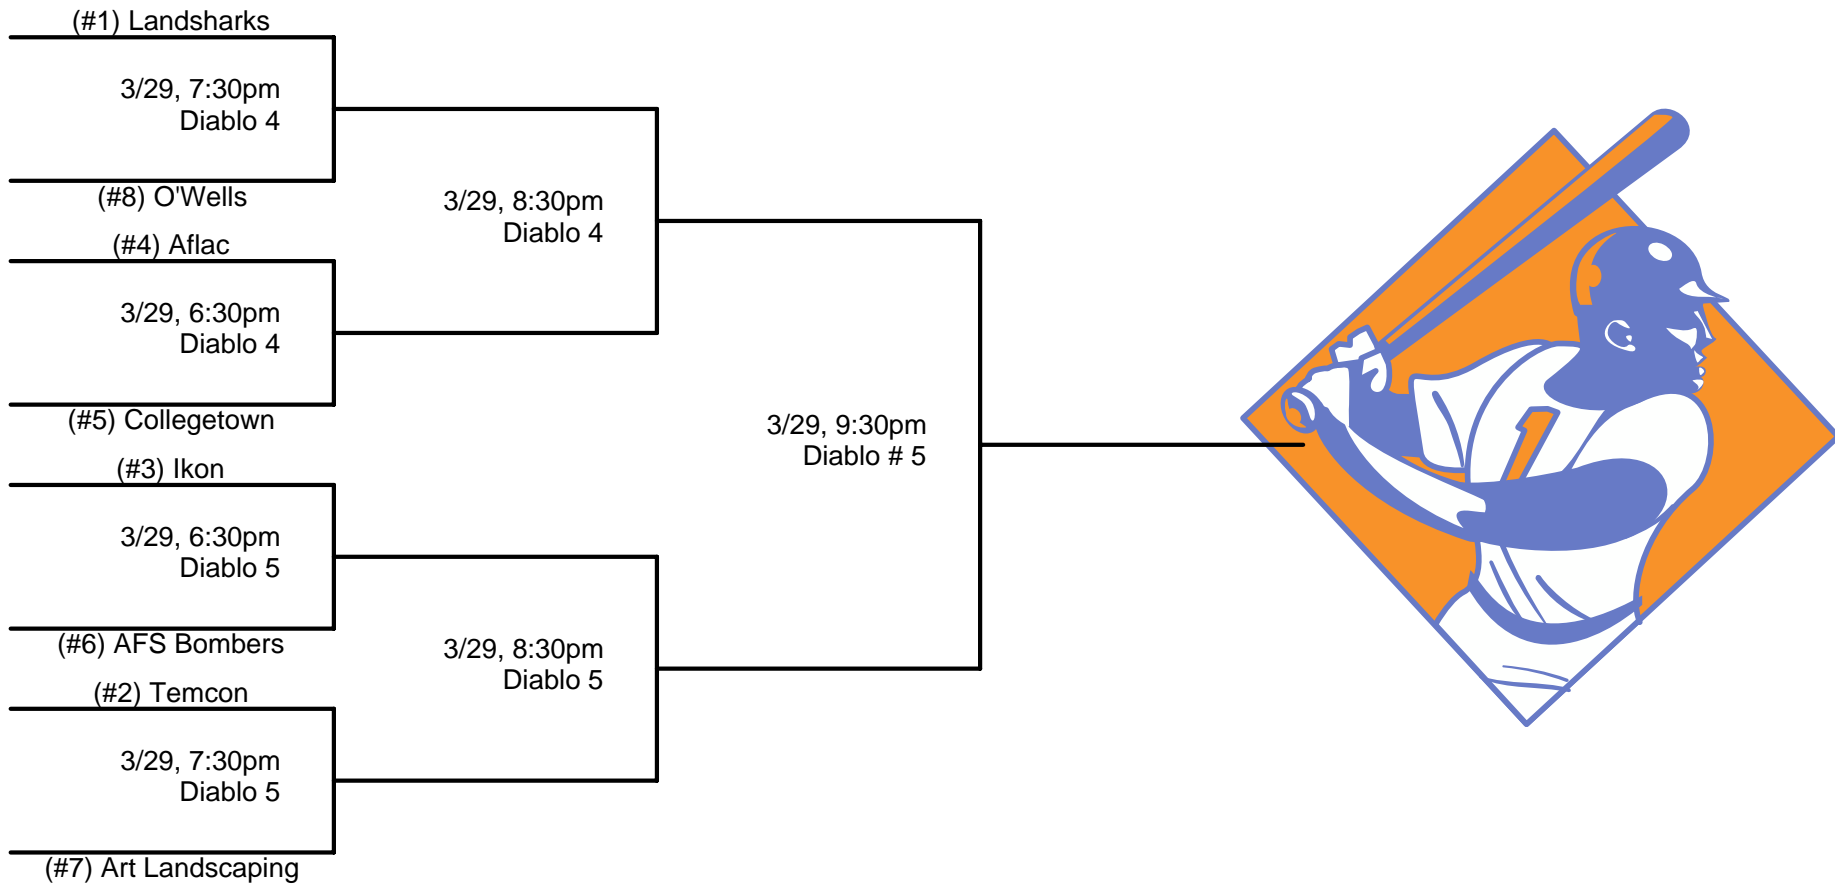 (#1) Landsharks
3/29, 7:30pm
Diablo 4
(#8) O'Wells
(#4) Aflac
3/29, 6:30pm
Diablo 4
(#5) Collegetown
(#3) Ikon
3/29, 6:30pm
Diablo 5
(#6) AFS Bombers
(#2) Temcon
3/29, 7:30pm
Diablo 5
(#7) Art Landscaping
3/29, 8:30pm
Diablo 4
3/29, 8:30pm
Diablo 5
3/29, 9:30pm
Diablo # 5
1